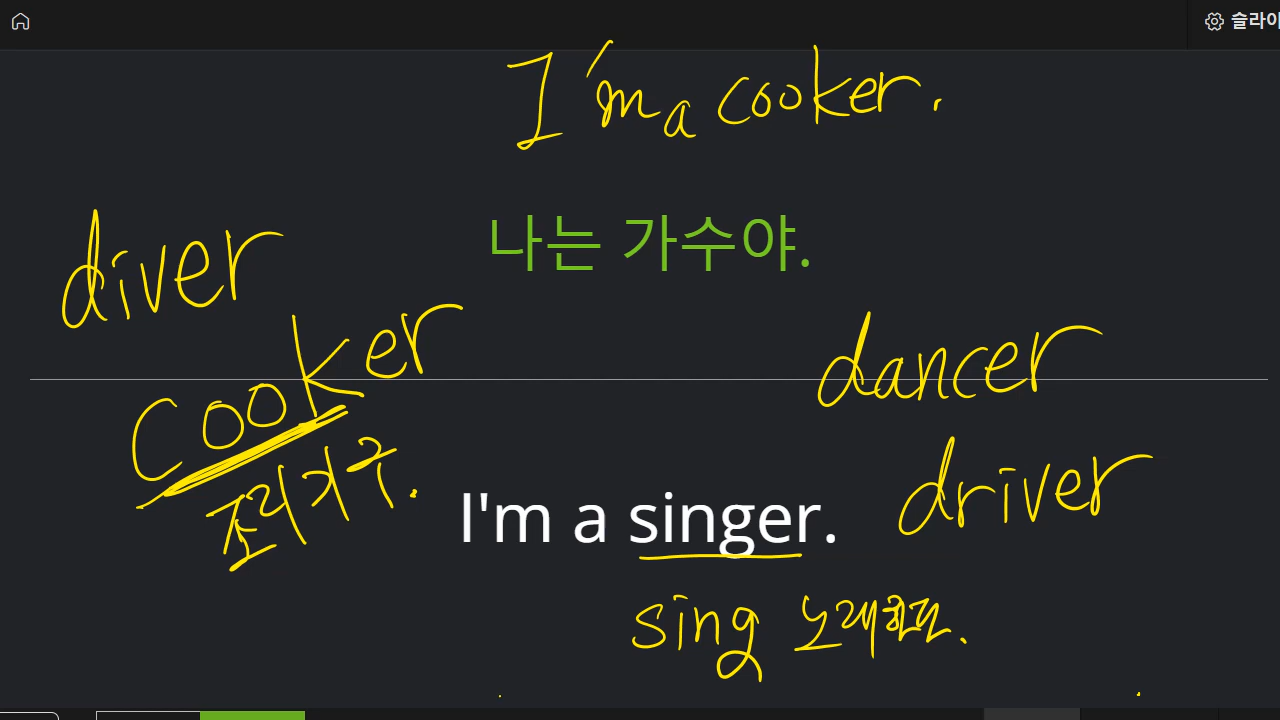 슬라이
I'm a cooker.
나는 가수야.
diver
cooker
조리기구.
dancer
driver
I'm a singer.
sing 노래하다.